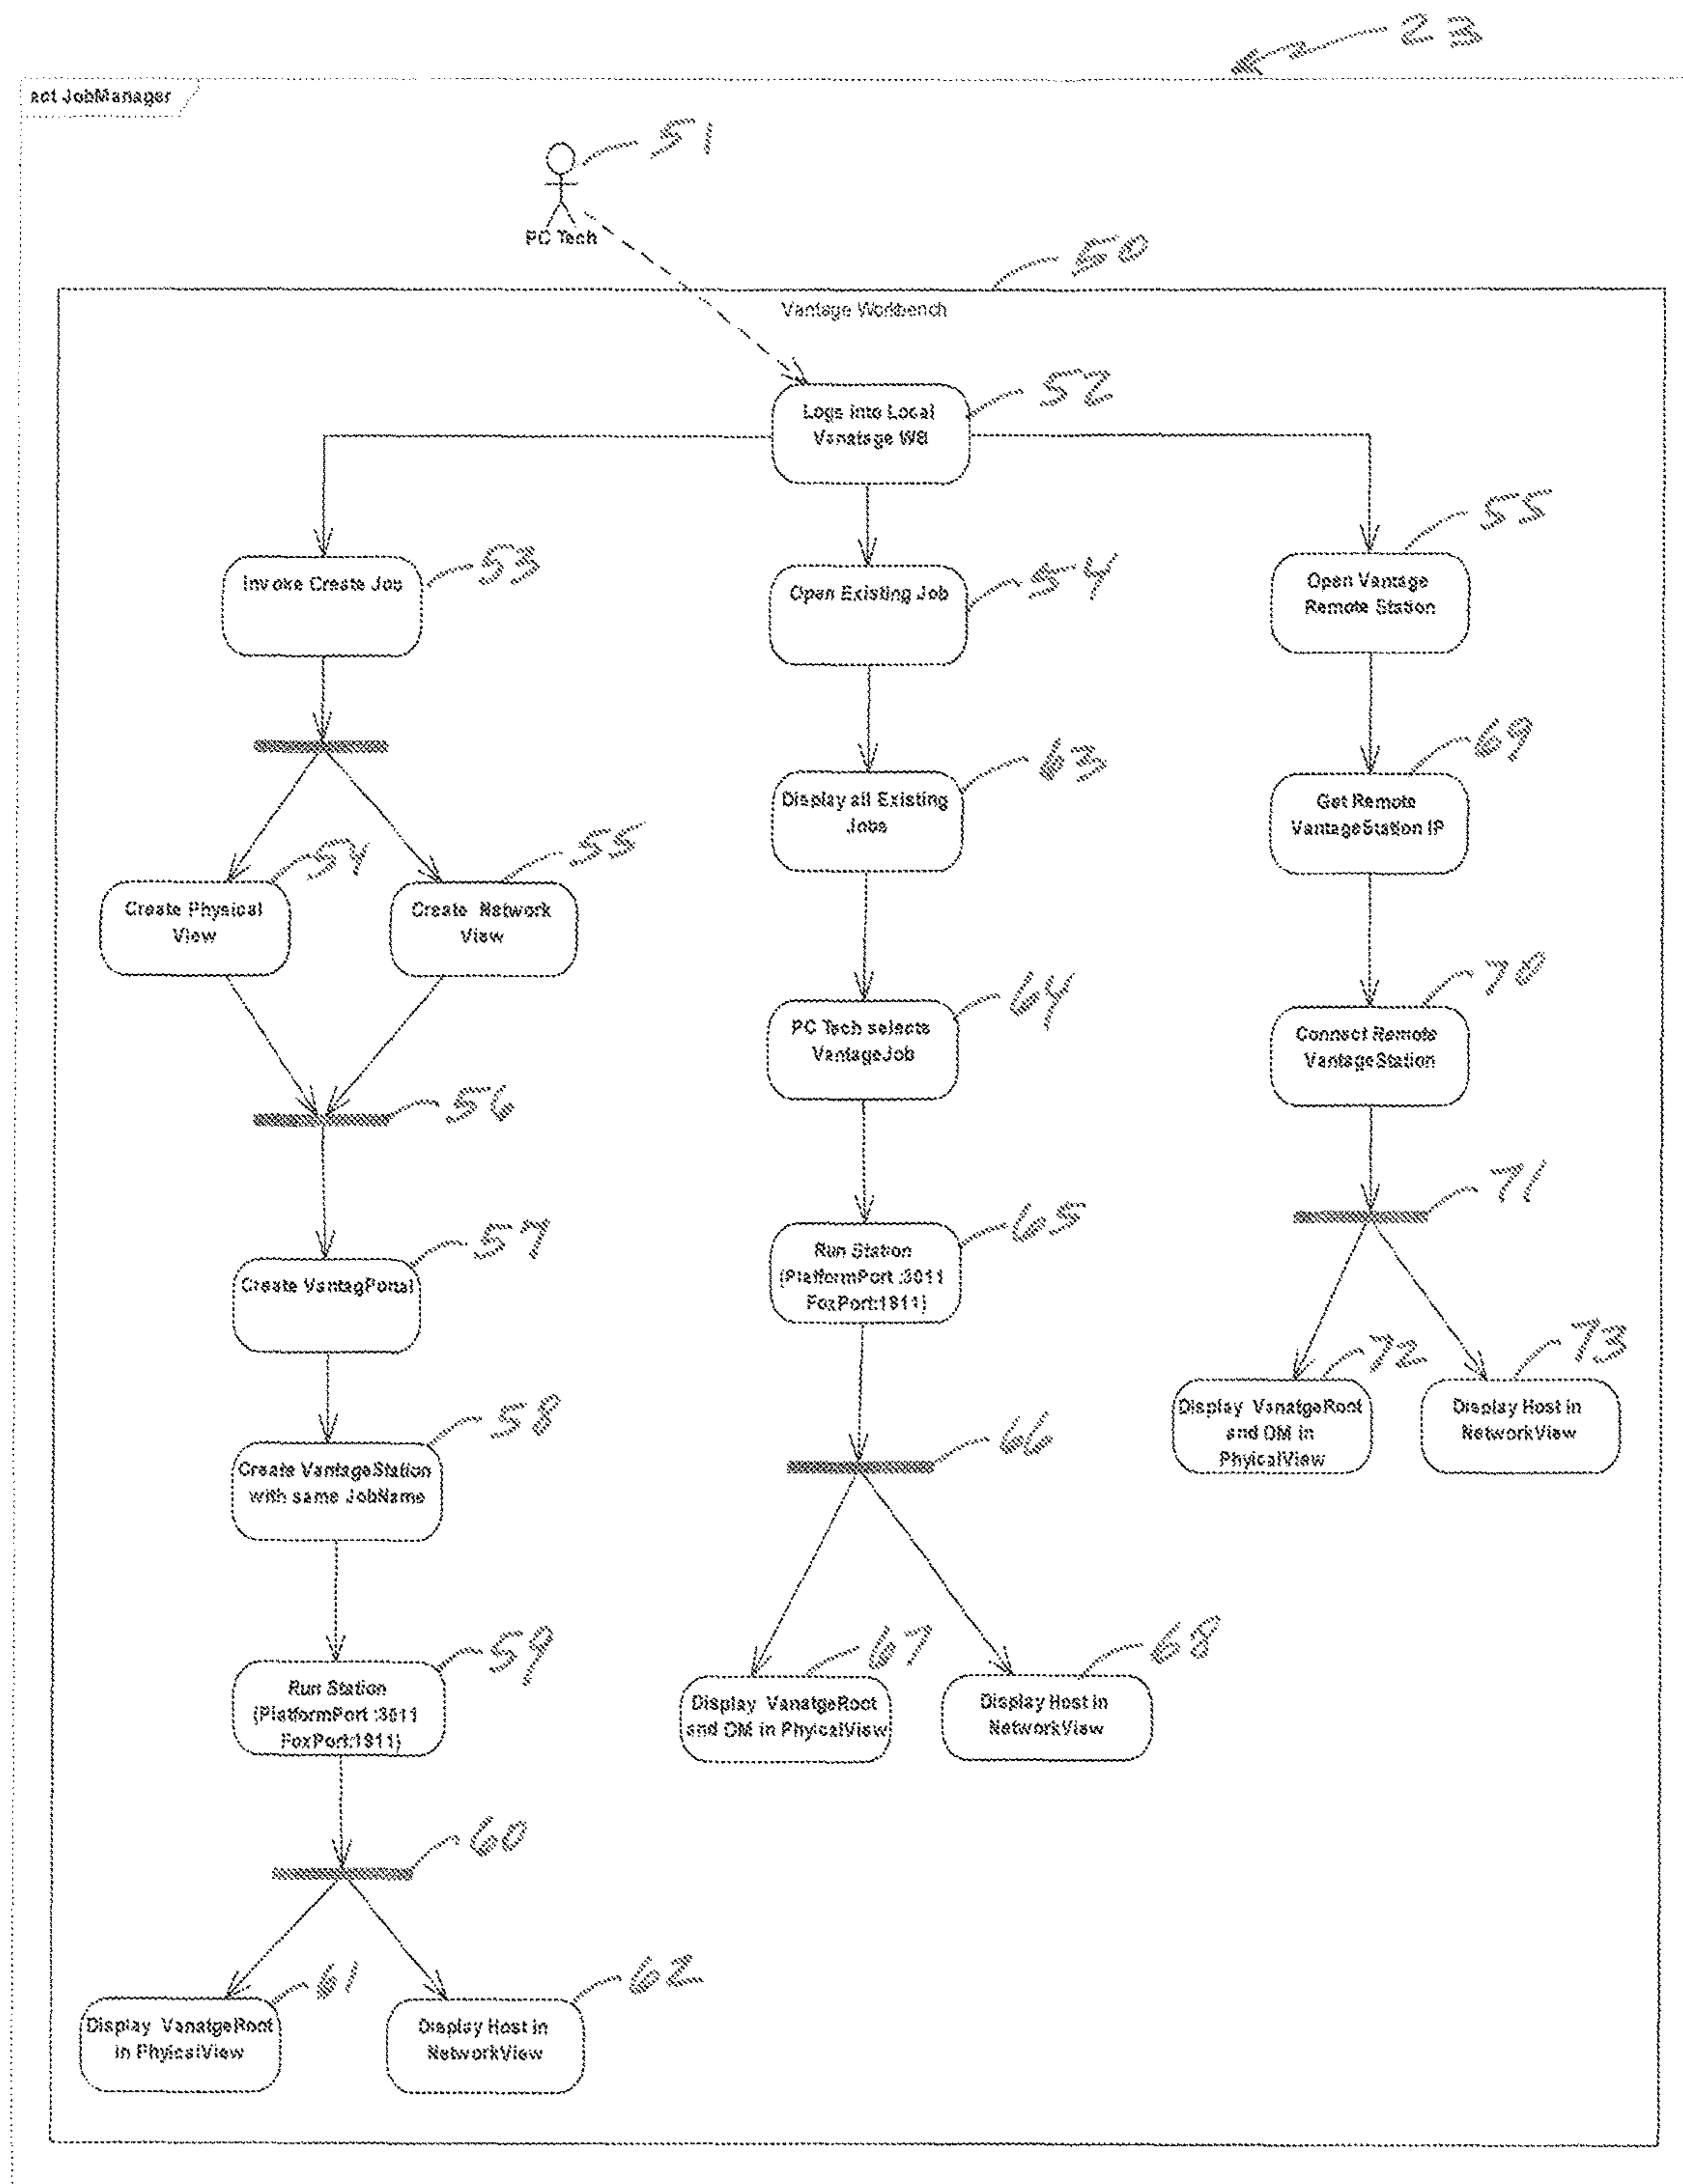 23
act JobManager
51
PC Tech
50
Vantage Workbench
52
Logs into Local
Vanatage WB
53
Invoke Create Job
54
Open Existing Job
55
Open Vantage
Remote Station
63
Display all Existing
Jobs
69
Get Remote
VantageStation IP
54
Create Physical
View
55
Create Network
View
64
PC Tech selects
VantageJob
70
Connect Remote
VantageStation
56
57
Create VantagPortal
65
Run Station
(PlatformPort :3011
FoxPort:1911)
71
58
Create VantageStation
with same JobName
66
72
Display VanatgeRoot
and OM in
PhyicalView
73
Display Host in
NetworkView
59
Run Station
(PlatformPort :3011
FoxPort:1911)
67
Display VanatgeRoot
and OM in PhyicalView
68
Display Host in
NetworkView
60
61
Display VanatgeRoot
in PhyicalView
62
Display Host in
NetworkView